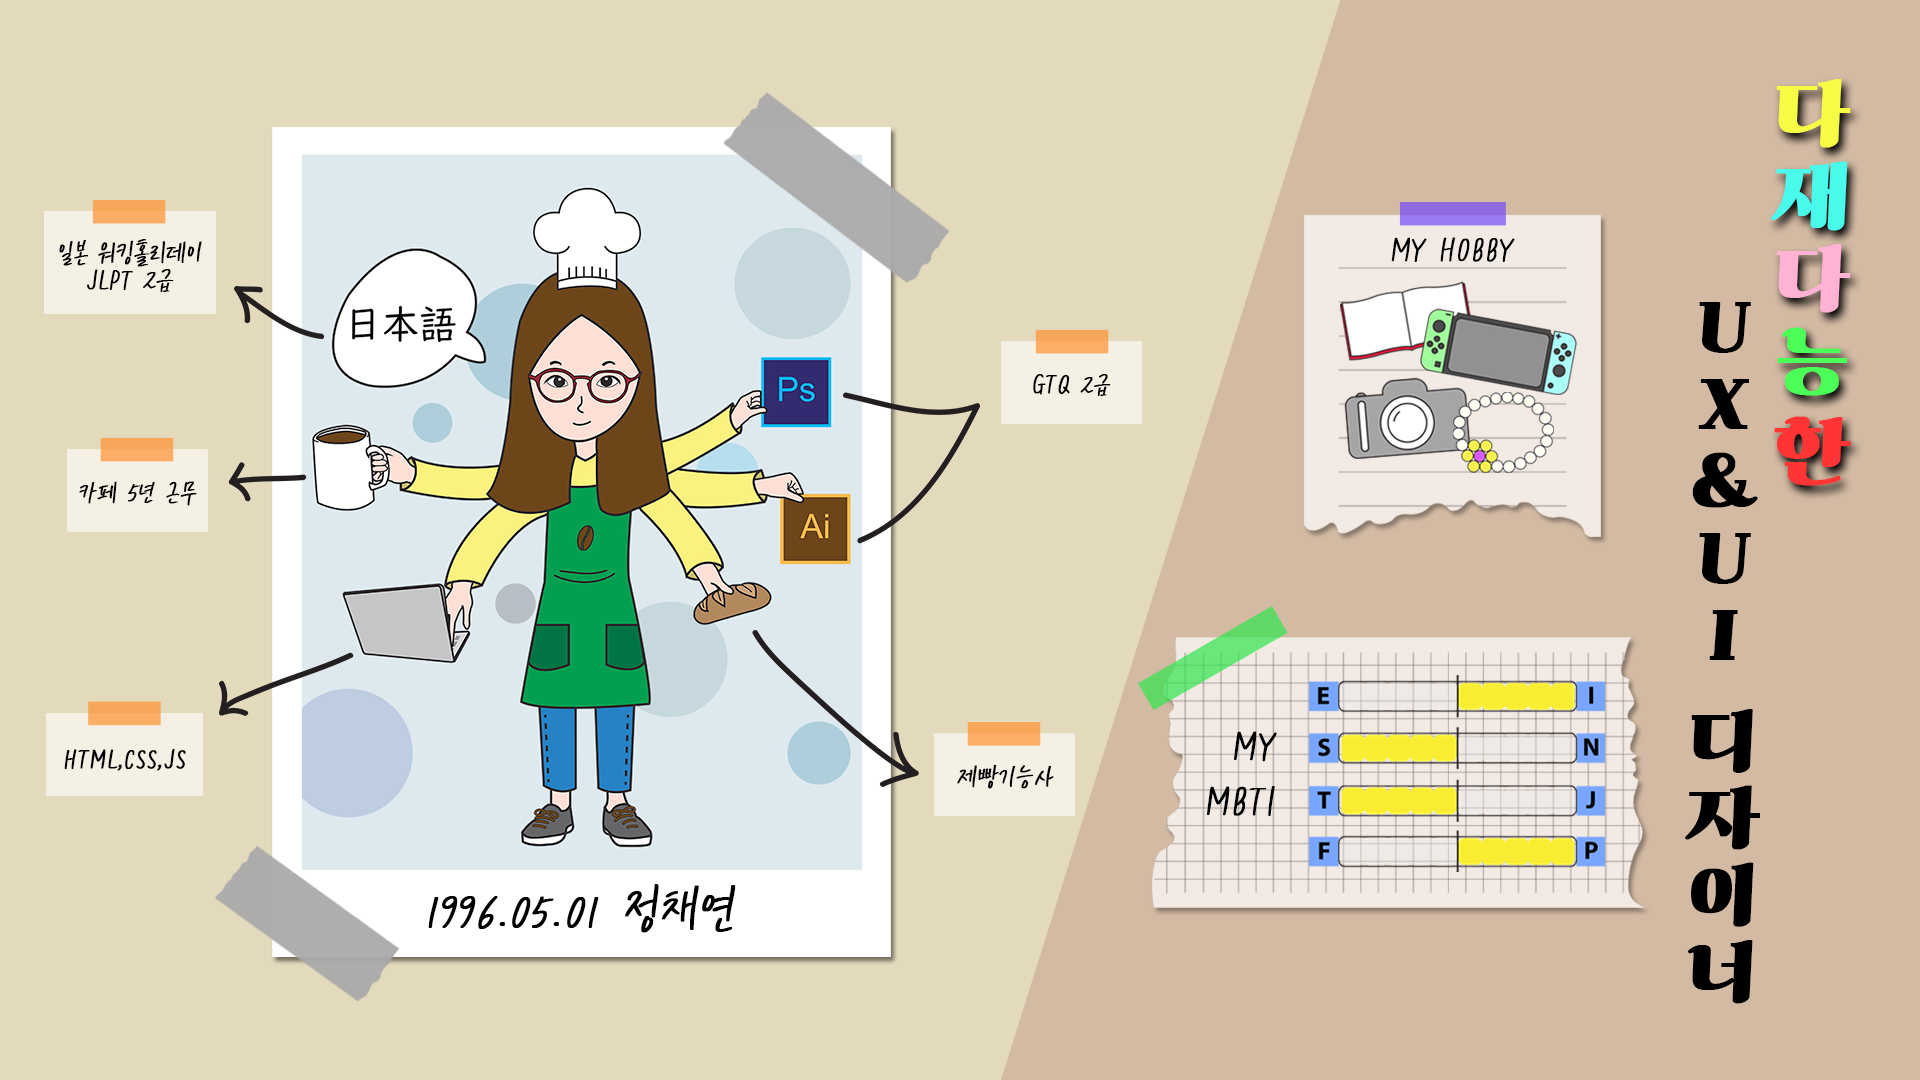 일본 워킹홀리데이
JLPT 2급
카페 5년 근무
HTML,CSS,JS
日本語
Ps
Ai
1996.05.01 정채연
GTQ 2급
제빵기능사
MY HOBBY
MY
MBTI
E I
S N
T J
F P
다재다능한
UX&UI 디자이너